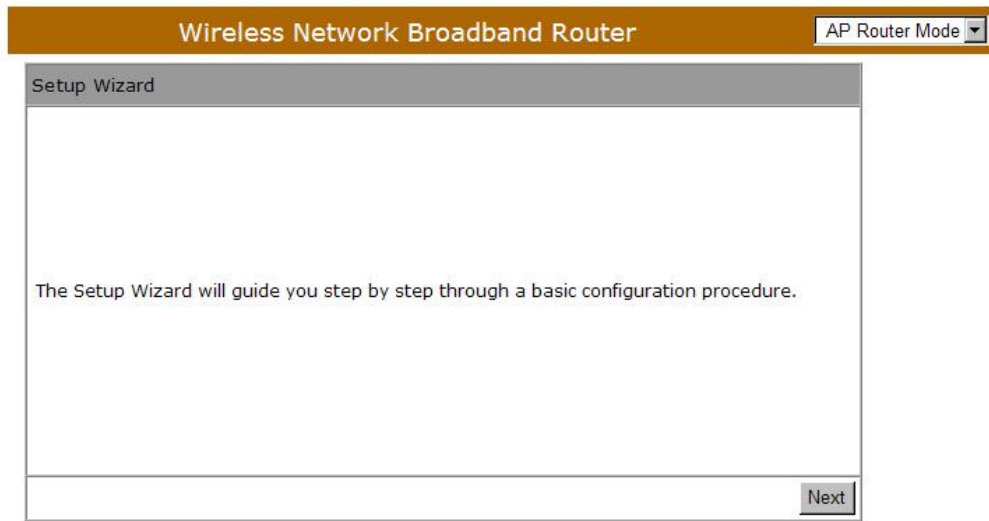 Wireless Network Broadband Router
AP Router Mode
Setup Wizard
The Setup Wizard will guide you step by step through a basic configuration procedure.
Next